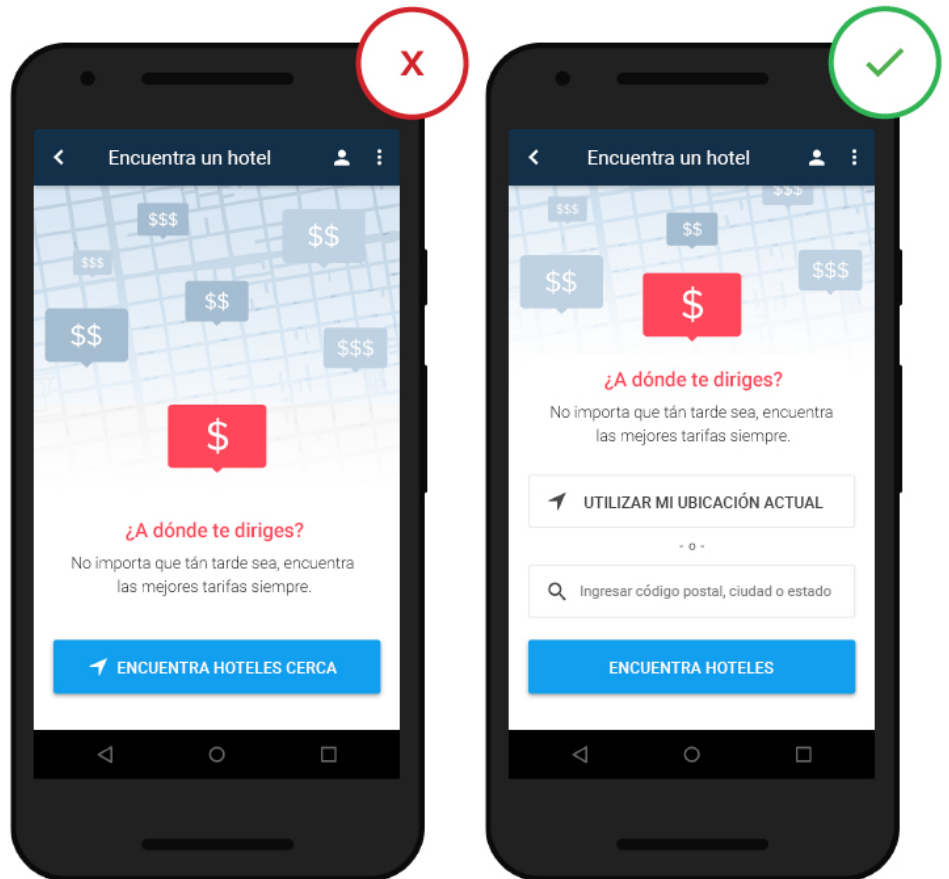 X
Encuentra un hotel
$$$
$$
$$$
$$
$$
$$$
$
¿A dónde te diriges?
No importa que tán tarde sea, encuentra
las mejores tarifas siempre.
ENCUENTRA HOTELES CERCA
Encuentra un hotel
$$$
$$$
$$
$$$
$$
$
¿A dónde te diriges?
No importa que tán tarde sea, encuentra
las mejores tarifas siempre.
UTILIZAR MI UBICACIÓN ACTUAL
- o -
Ingresar código postal, ciudad o estado
ENCUENTRA HOTELES